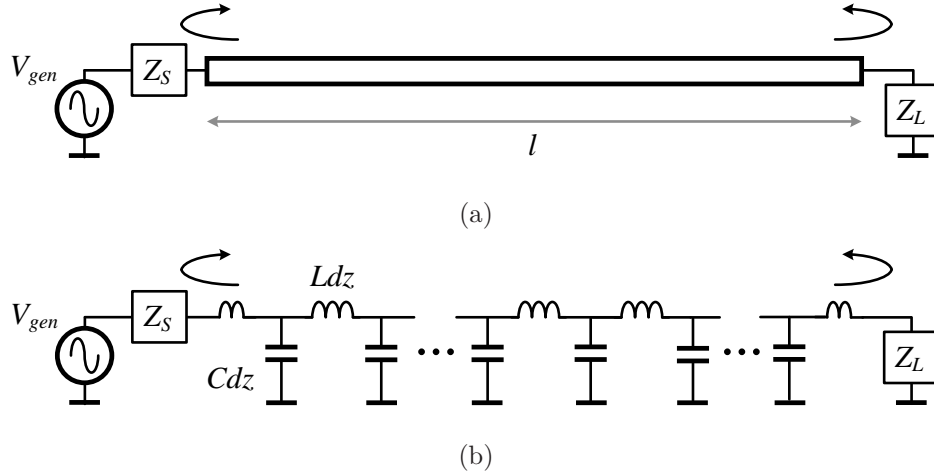 V_gen
Z_S
Z_L
l
(a)
V_gen
Z_S
Ldz
Cdz
Z_L
(b)